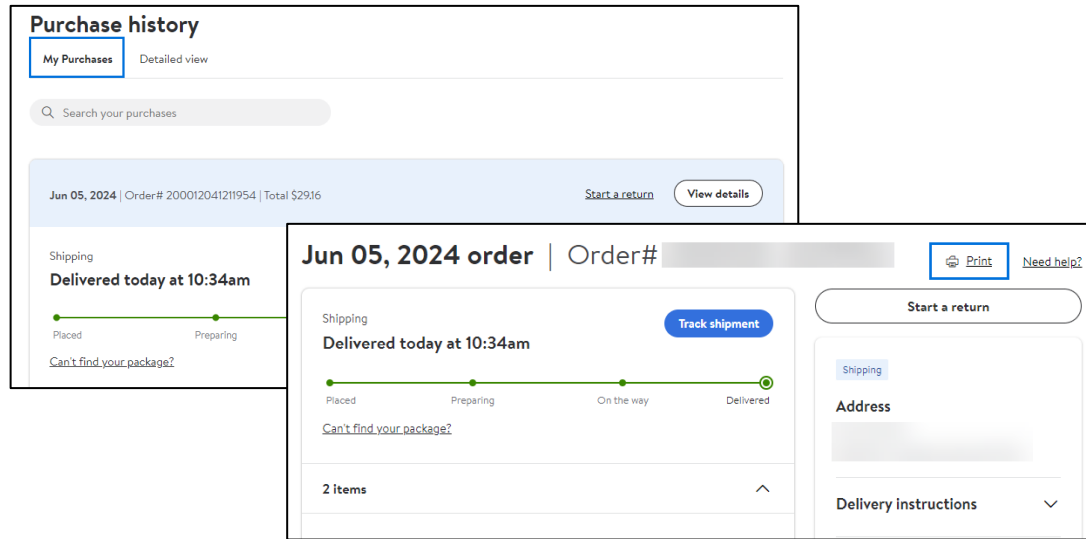 Purchase history
My Purchases Detailed view
Search your purchases
Jun 05, 2024 | Order# 200012041211954 | Total $29.16 Start a return View details
Shipping
Delivered today at 10:34am
Placed Preparing
Can't find your package?
Jun 05, 2024 order | Order#
Print Need help?
Shipping
Delivered today at 10:34am
Track shipment
Placed Preparing On the way Delivered
Can't find your package?
2 items
Start a return
Shipping
Address
Delivery instructions